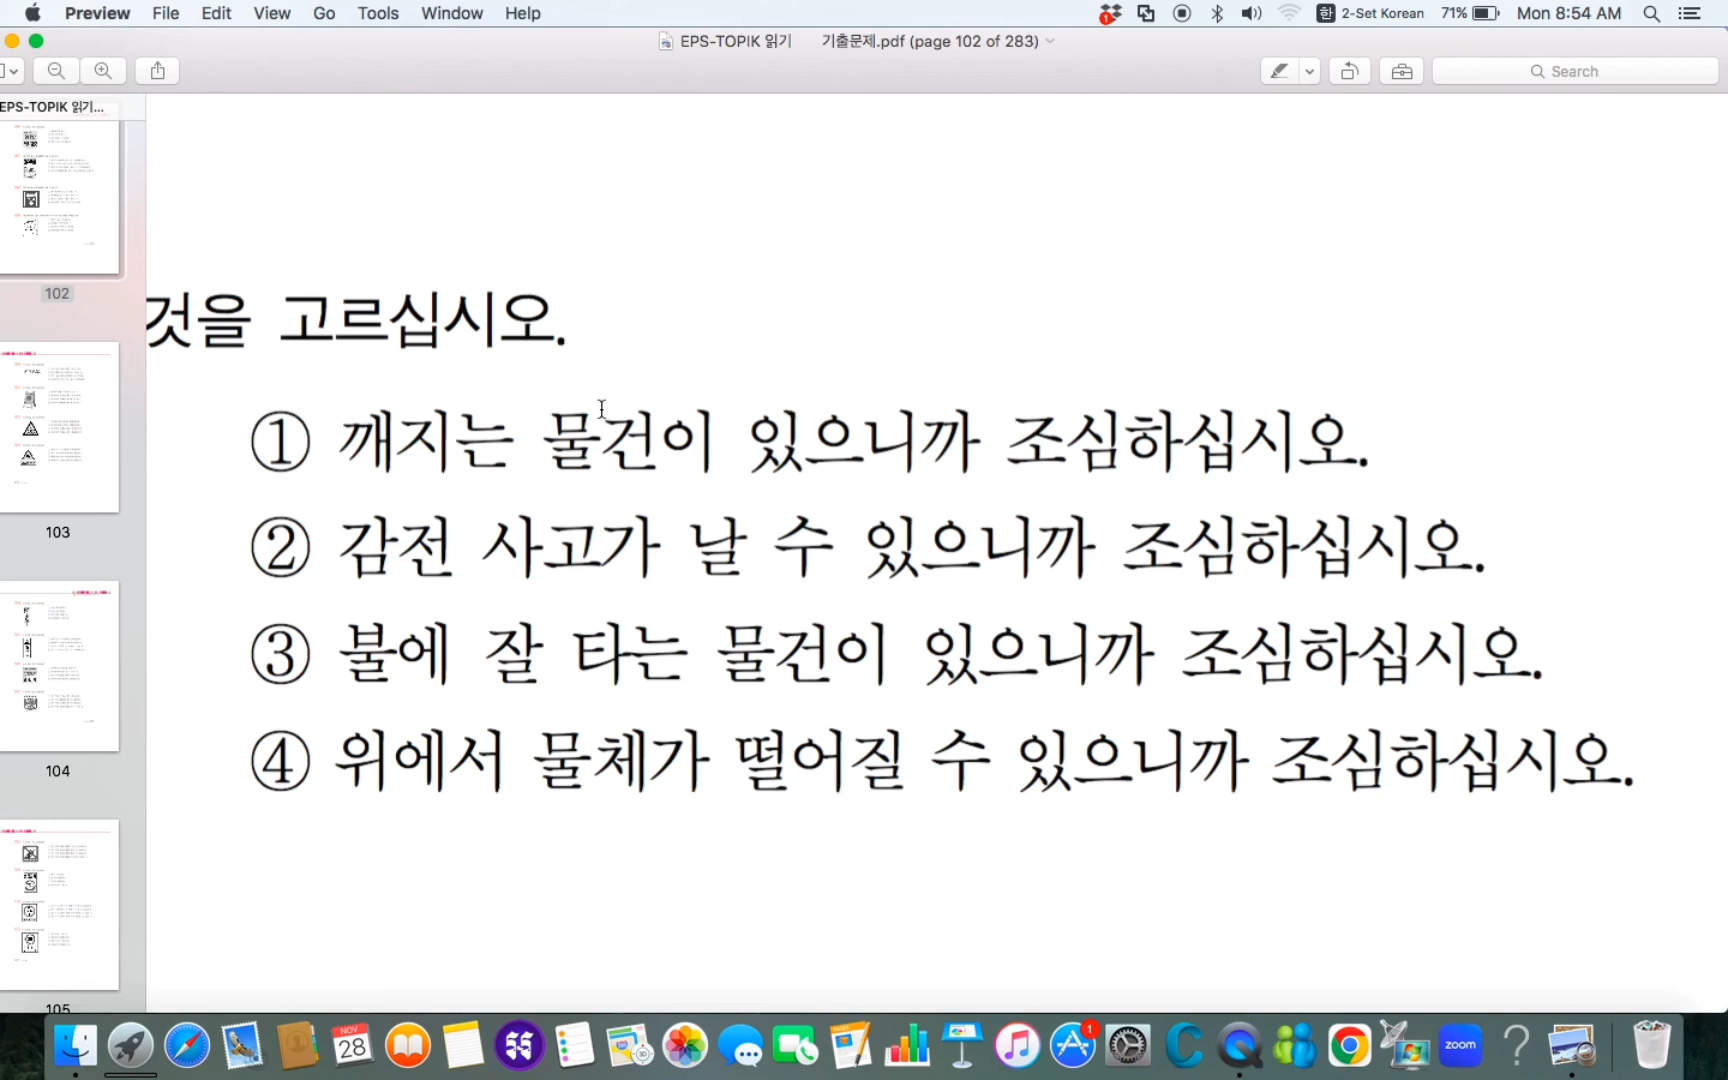 Preview File Edit View Go Tools Window Help 1 한 2-Set Korean 71% Mon 8:54 AM
EPS-TOPIK 읽기 기출문제.pdf (page 102 of 283)
Search
EPS-TOPIK 읽기...
102
103
104
105
것을 고르십시오.
① 깨지는 물건이 있으니까 조심하십시오.
② 감전 사고가 날 수 있으니까 조심하십시오.
③ 불에 잘 타는 물건이 있으니까 조심하십시오.
④ 위에서 물체가 떨어질 수 있으니까 조심하십시오.
NOV
28
1
zoom